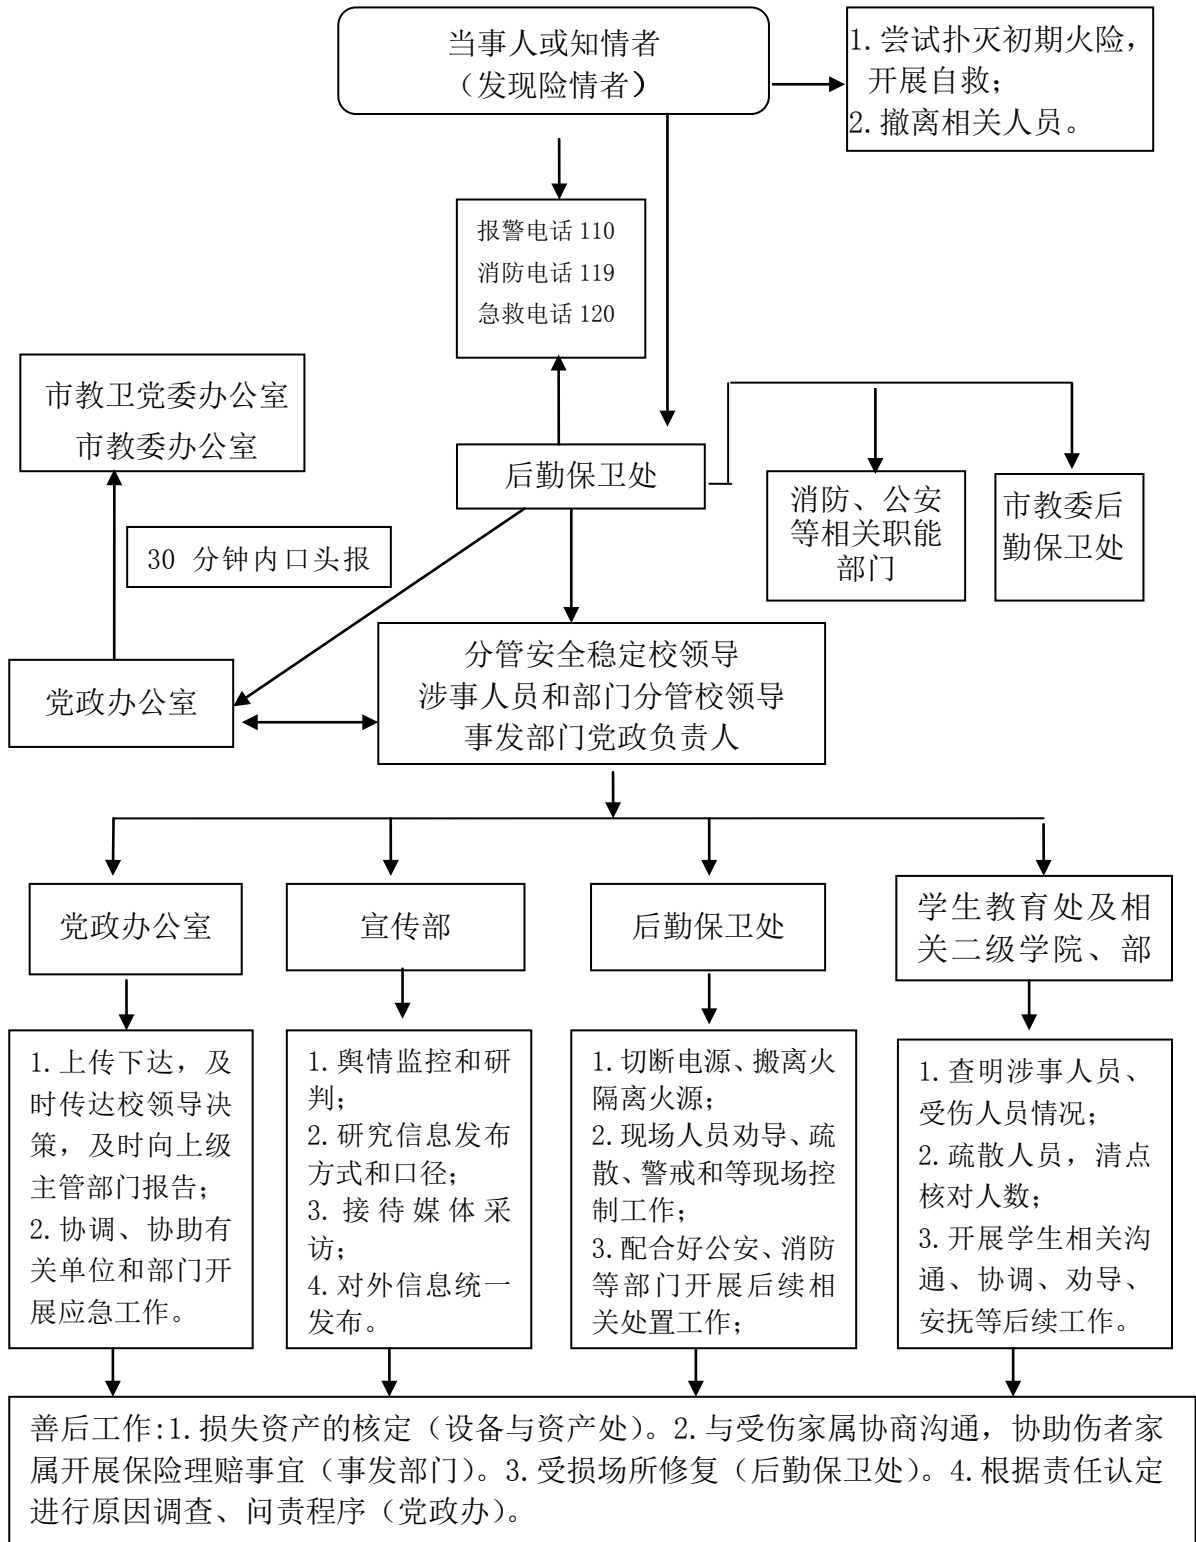 当事人或知情者
（发现险情者）
1.尝试扑灭初期火险，
开展自救；
2.撤离相关人员。
报警电话 110
消防电话 119
急救电话 120
市教卫党委办公室
市教委办公室
后勤保卫处
消防、公安
等相关职能
部门
市教委后
勤保卫处
30 分钟内口头报
党政办公室
分管安全稳定校领导
涉事人员和部门分管校领导
事发部门党政负责人
党政办公室
宣传部
后勤保卫处
学生教育处及相
关二级学院、部
1.上传下达，及
时传达校领导决
策，及时向上级
主管部门报告；
2.协调、协助有
关单位和部门开
展应急工作。
1.舆情监控和研
判；
2.研究信息发布
方式和口径；
3.接待媒体采
访；
4.对外信息统一
发布。
1.切断电源、搬离火
隔离火源；
2.现场人员劝导、疏
散、警戒和等现场控
制工作；
3.配合好公安、消防
等部门开展后续相
关处置工作；
1.查明涉事人员、
受伤人员情况；
2.疏散人员，清点
核对人数；
3.开展学生相关沟
通、协调、劝导、
安抚等后续工作。
善后工作:1.损失资产的核定（设备与资产处）。2.与受伤家属协商沟通，协助伤者家
属开展保险理赔事宜（事发部门）。3.受损场所修复（后勤保卫处）。4.根据责任认定
进行原因调查、问责程序（党政办）。